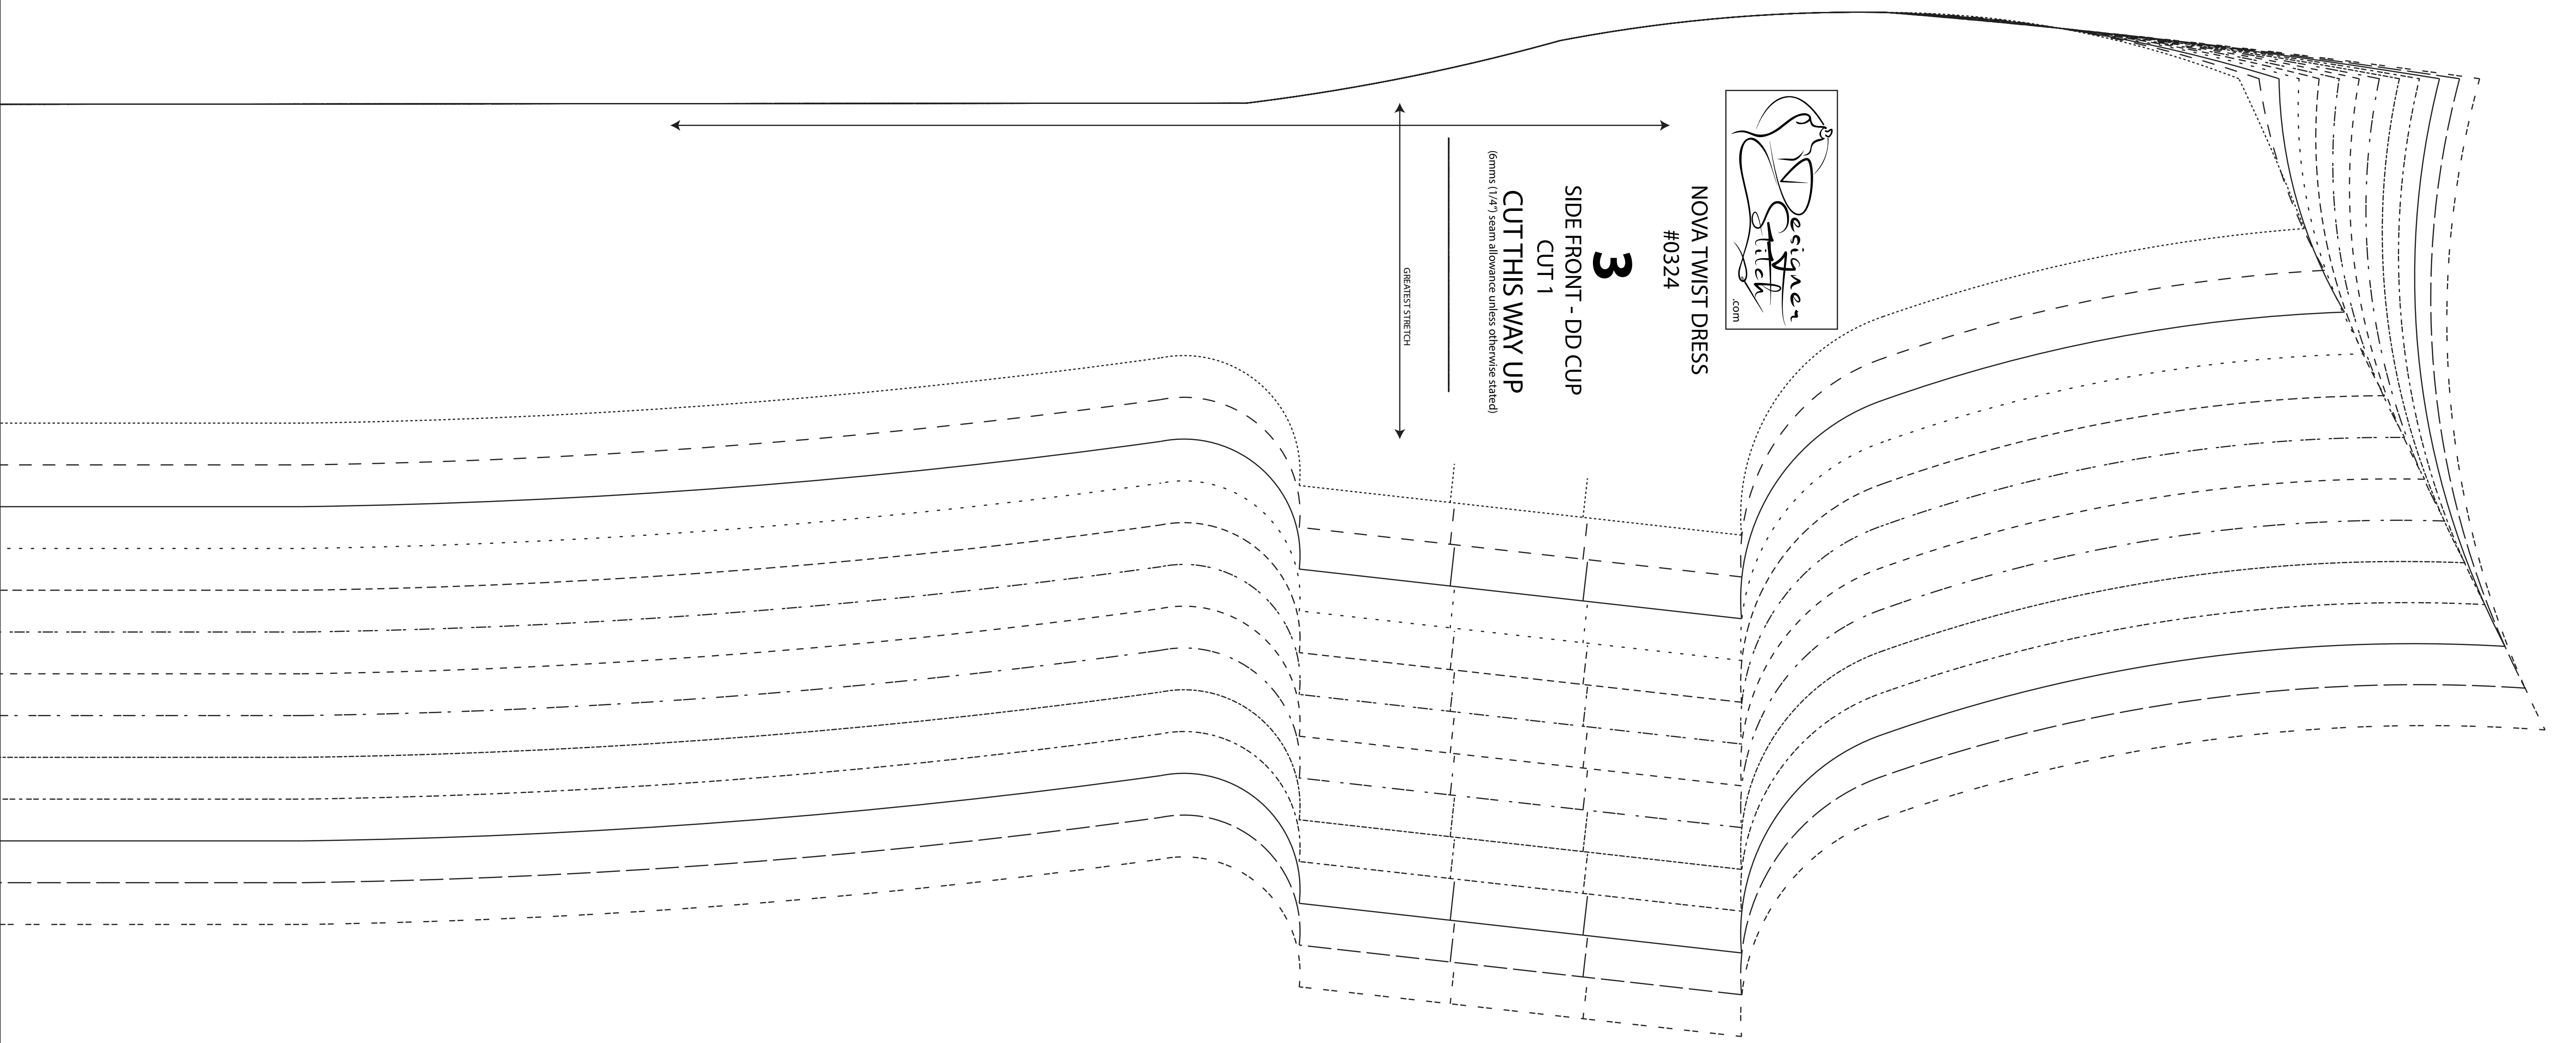 Designer
Stitch
.com
NOVA TWIST DRESS
#0324
3
SIDE FRONT - DD CUP
CUT 1
CUT THIS WAY UP
(6mms (1/4") seam allowance unless otherwise stated)
GREATEST STRETCH